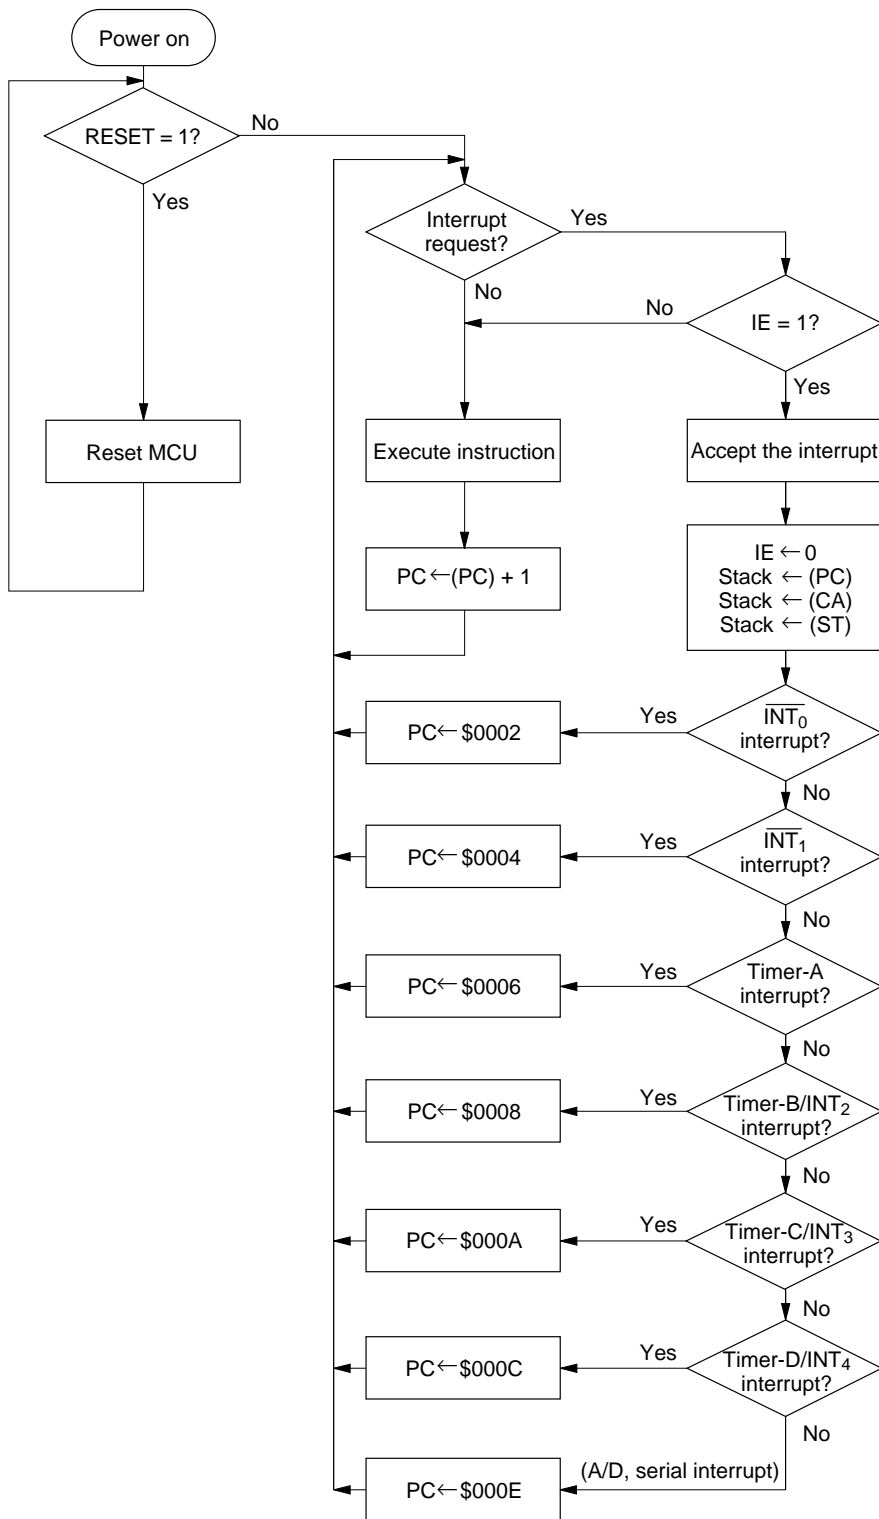 Power on
RESET = 1?
No
Yes
Interrupt
request?
Yes
No
No
IE = 1?
Yes
Reset MCU
Execute instruction
Accept the interrupt
PC←(PC) + 1
IE ← 0
Stack ← (PC)
Stack ← (CA)
Stack ← (ST)
PC← $0002
Yes
I̅N̅T̅₀
interrupt?
No
PC← $0004
Yes
I̅N̅T̅₁
interrupt?
No
PC← $0006
Yes
Timer-A
interrupt?
No
PC← $0008
Yes
Timer-B/INT₂
interrupt?
No
PC←$000A
Yes
Timer-C/INT₃
interrupt?
No
PC←$000C
Yes
Timer-D/INT₄
interrupt?
No
PC←$000E
(A/D, serial interrupt)